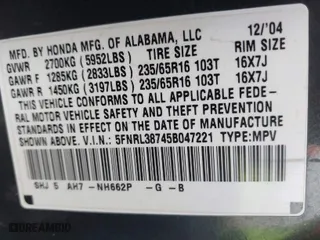 MFD. BY HONDA MFG. OF ALABAMA, LLC 12/'04
GVWR 2700KG (5952LBS) TIRE SIZE RIM SIZE
GAWR F 1285KG (2833LBS) 235/65R16 103T 16X7J
GAWR R 1450KG (3197LBS) 235/65R16 103T 16X7J
THIS VEHICLE CONFORMS TO ALL APPLICABLE FEDE-
RAL MOTOR VEHICLE SAFETY AND THEFT PREVENTION
STANDARDS IN EFFECT ON THE DATE OF MANUFACTURE
SHOWN ABOVE. V.I.N.: 5FNRL38745B047221 TYPE:MPV
SHJ 5 AH7 -NH662P -G -B
© DREAMBID